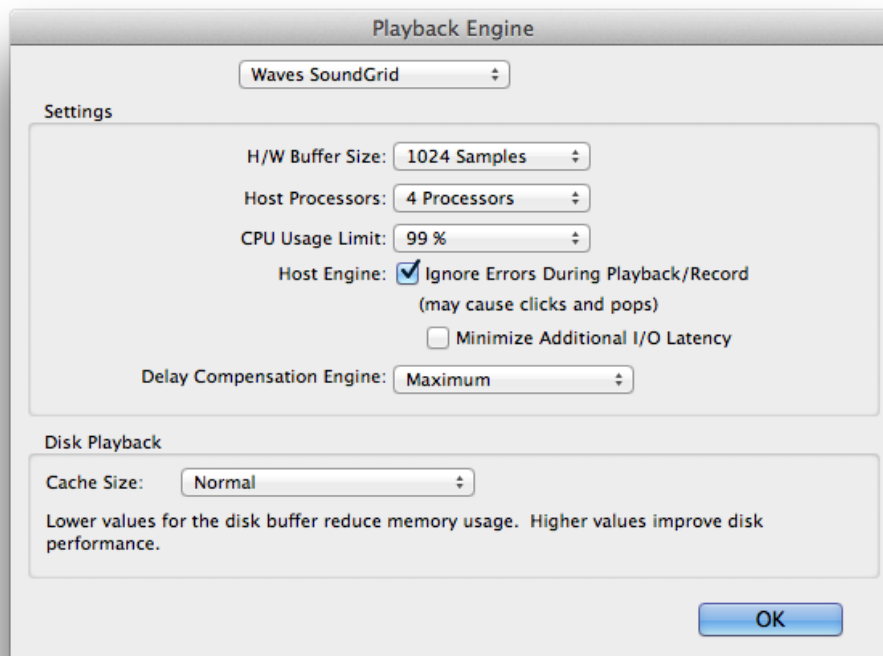 Playback Engine
Waves SoundGrid
Settings
H/W Buffer Size: 1024 Samples
Host Processors: 4 Processors
CPU Usage Limit: 99 %
Host Engine: Ignore Errors During Playback/Record
(may cause clicks and pops)
Minimize Additional I/O Latency
Delay Compensation Engine: Maximum
Disk Playback
Cache Size: Normal
Lower values for the disk buffer reduce memory usage.  Higher values improve disk
performance.
OK